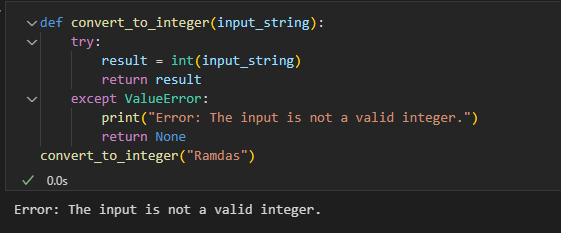 def convert_to_integer(input_string):
    try:
        result = int(input_string)
        return result
    except ValueError:
        print("Error: The input is not a valid integer.")
        return None
convert_to_integer("Ramdas")
0.0s
Error: The input is not a valid integer.